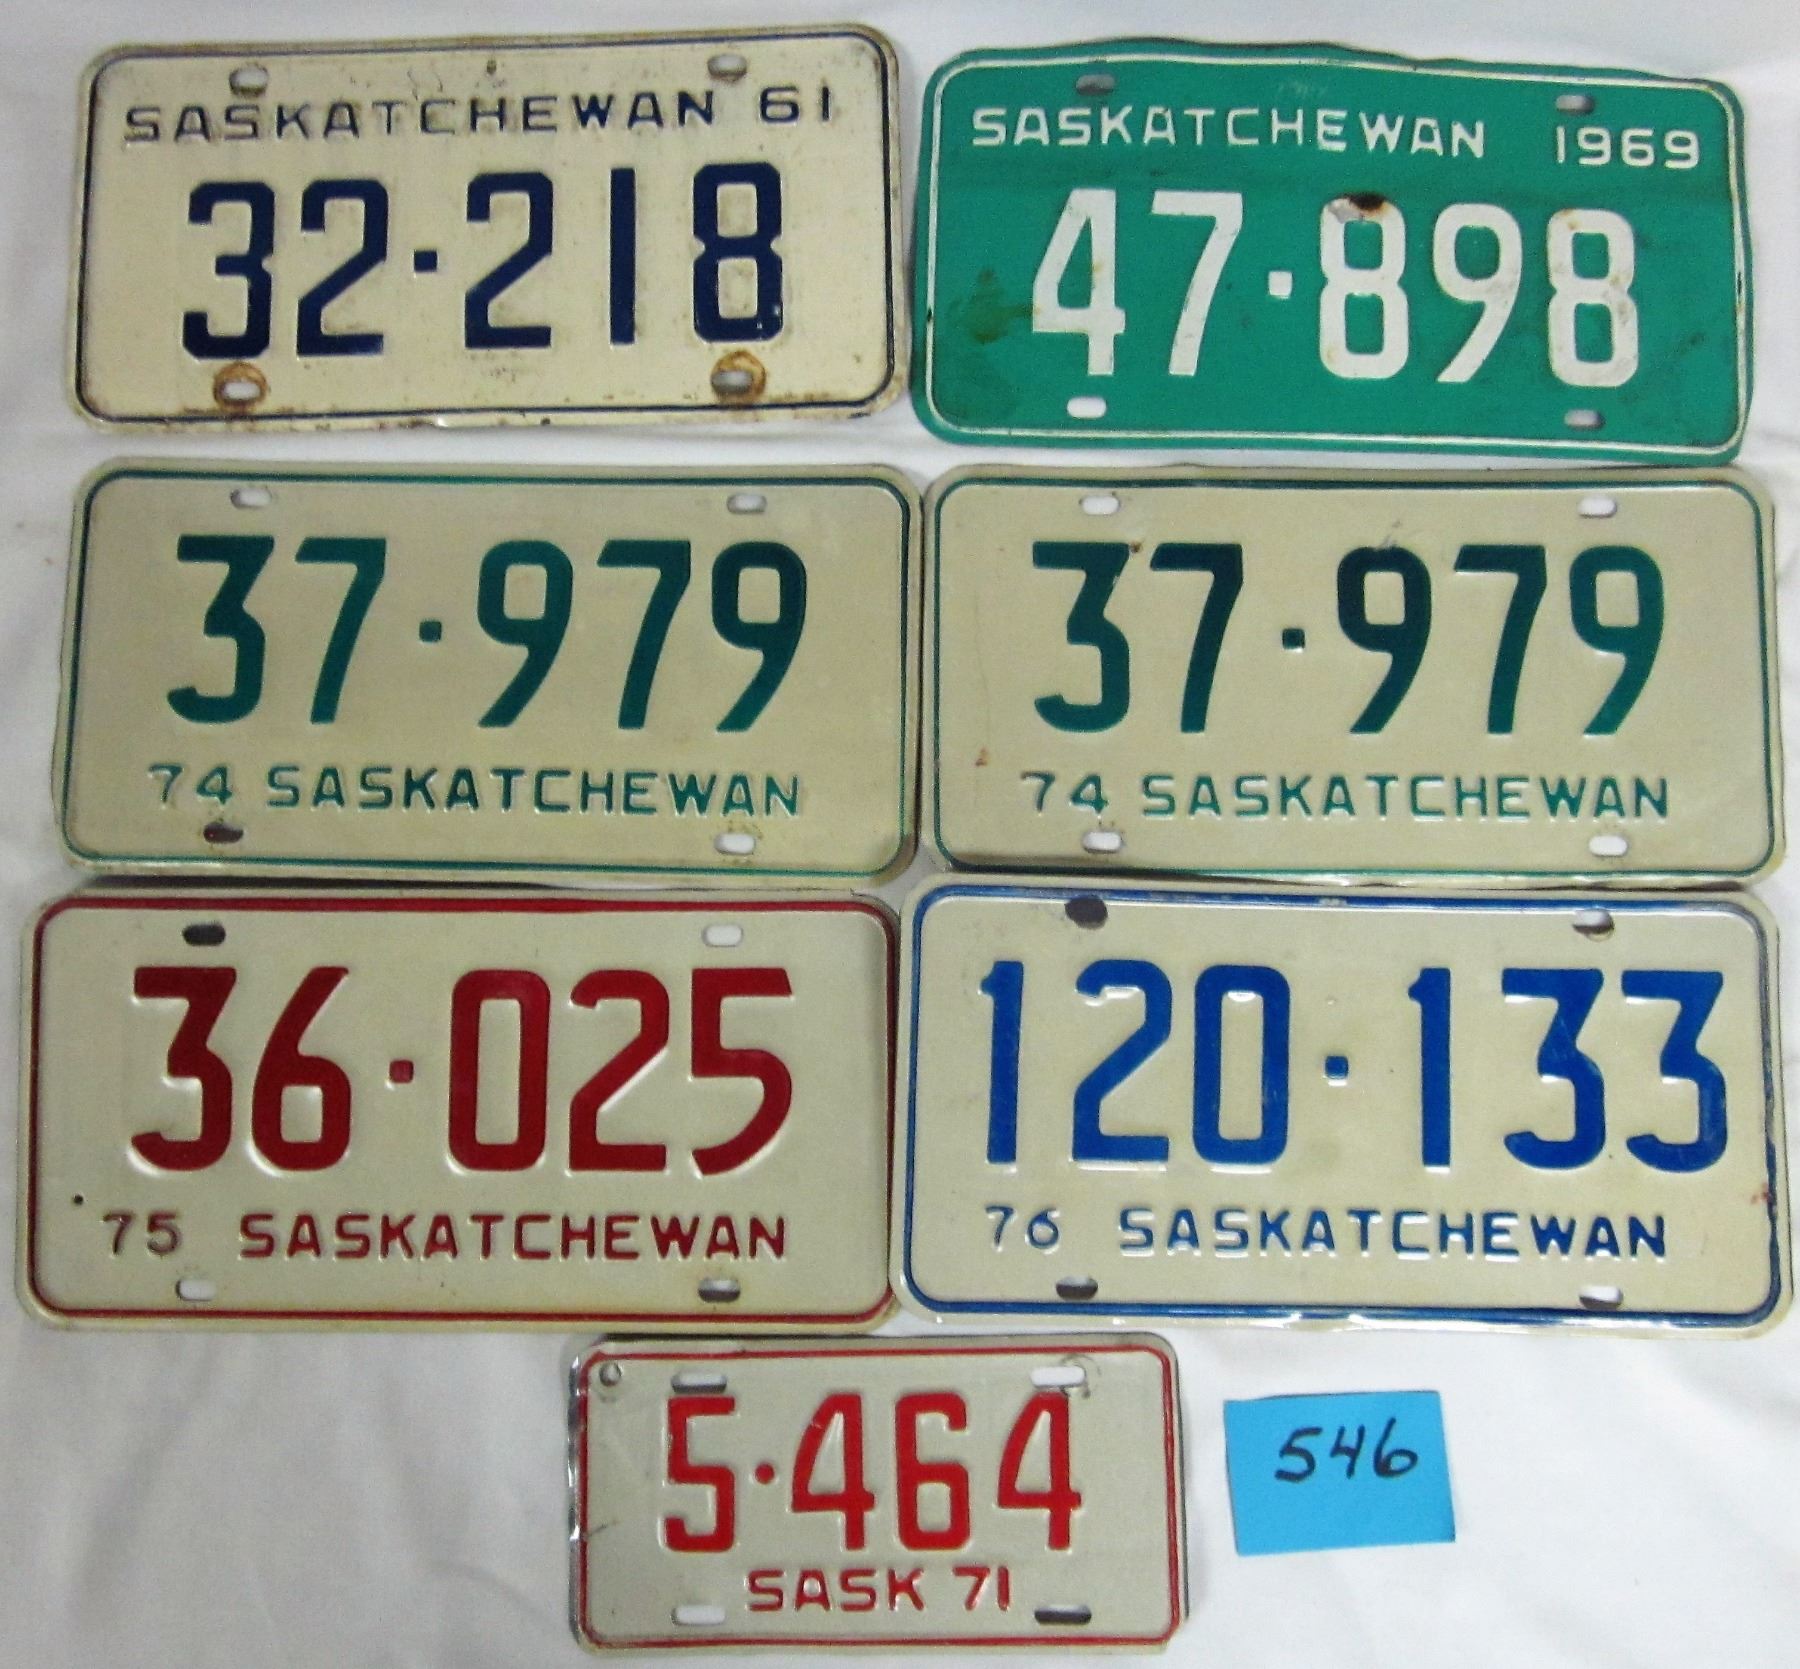 SASKATCHEWAN 61
32·218
SASKATCHEWAN 1969
47·898
37·979
74 SASKATCHEWAN
37·979
74 SASKATCHEWAN
36·025
75 SASKATCHEWAN
120·133
76 SASKATCHEWAN
5·464
SASK 71
546